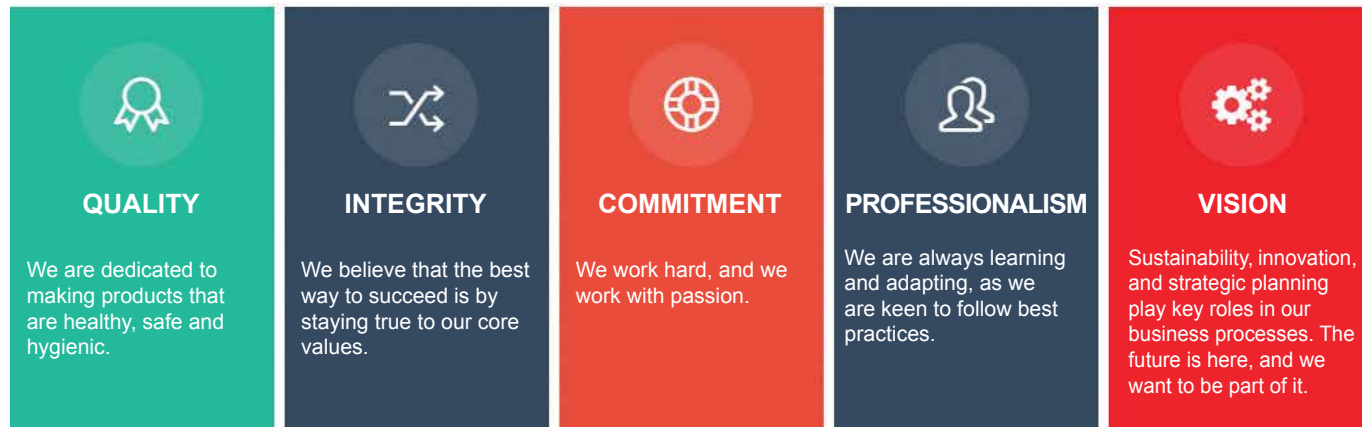 QUALITY
We are dedicated to
making products that
are healthy, safe and
hygienic.
INTEGRITY
We believe that the best
way to succeed is by
staying true to our core
values.
COMMITMENT
We work hard, and we
work with passion.
PROFESSIONALISM
We are always learning
and adapting, as we
are keen to follow best
practices.
VISION
Sustainability, innovation,
and strategic planning
play key roles in our
business processes. The
future is here, and we
want to be part of it.